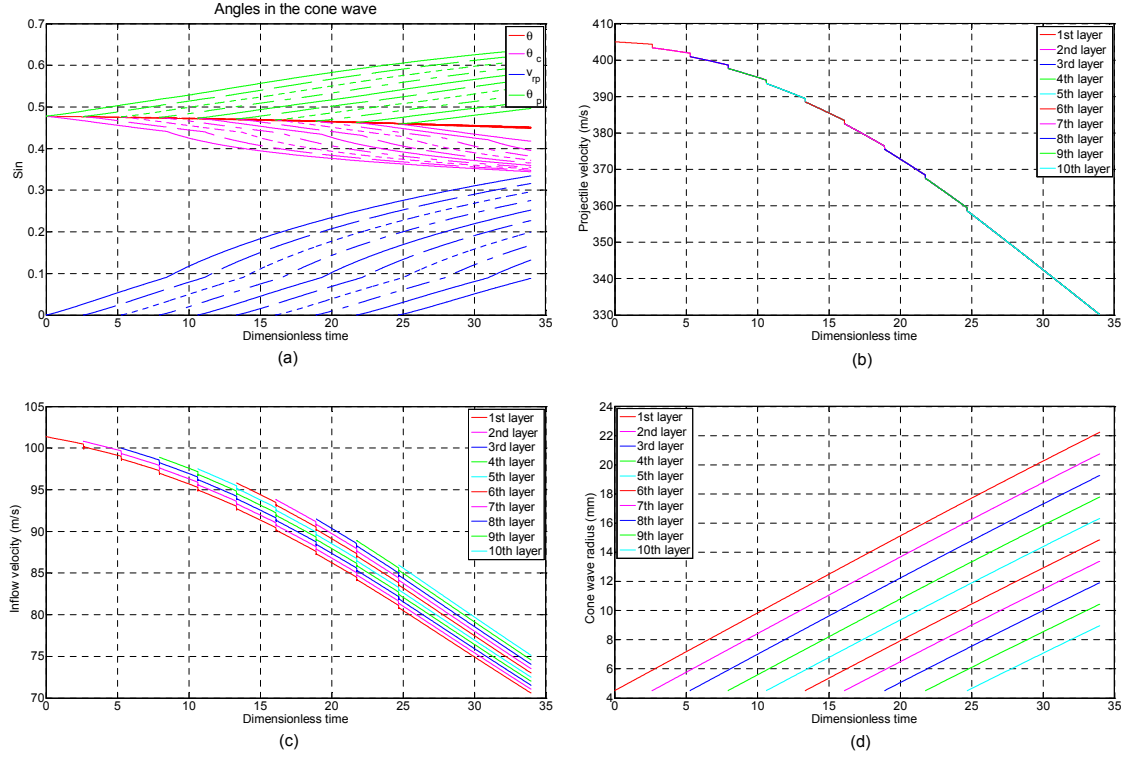 Angles in the cone wave
0.7
0.6
0.5
0.4
0.3
0.2
0.1
0
Sin
θ
θc
vrp
θp
0 5 10 15 20 25 30 35
Dimensionless time
(a)
410
400
390
380
370
360
350
340
330
Projectile velocity (m/s)
1st layer
2nd layer
3rd layer
4th layer
5th layer
6th layer
7th layer
8th layer
9th layer
10th layer
0 5 10 15 20 25 30 35
Dimensionless time
(b)
105
100
95
90
85
80
75
70
Inflow velocity (m/s)
1st layer
2nd layer
3rd layer
4th layer
5th layer
6th layer
7th layer
8th layer
9th layer
10th layer
0 5 10 15 20 25 30 35
Dimensionless time
(c)
24
22
20
18
16
14
12
10
8
6
4
Cone wave radius (mm)
1st layer
2nd layer
3rd layer
4th layer
5th layer
6th layer
7th layer
8th layer
9th layer
10th layer
0 5 10 15 20 25 30 35
Dimensionless time
(d)